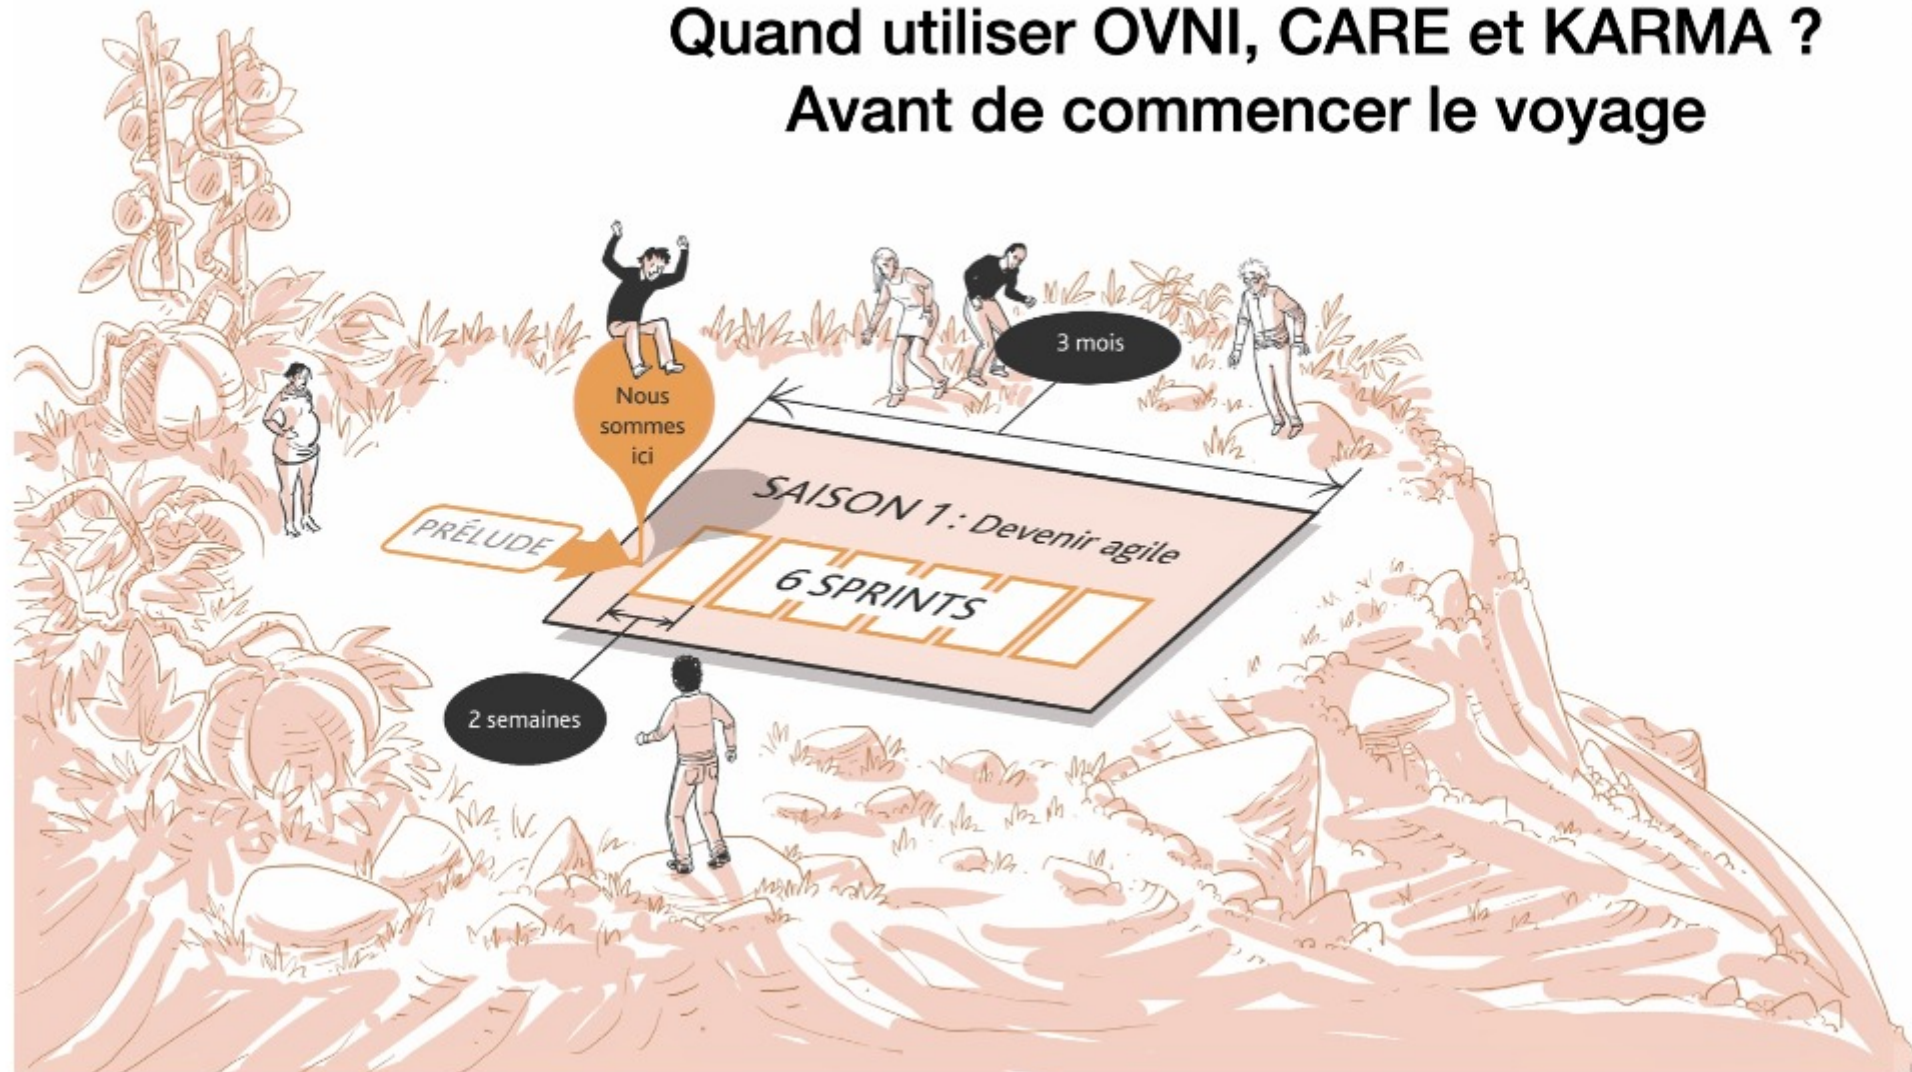 Quand utiliser OVNI, CARE et KARMA ?
Avant de commencer le voyage
3 mois
Nous
sommes
ici
SAISON 1 : Devenir agile
PRÉLUDE
6 SPRINTS
2 semaines